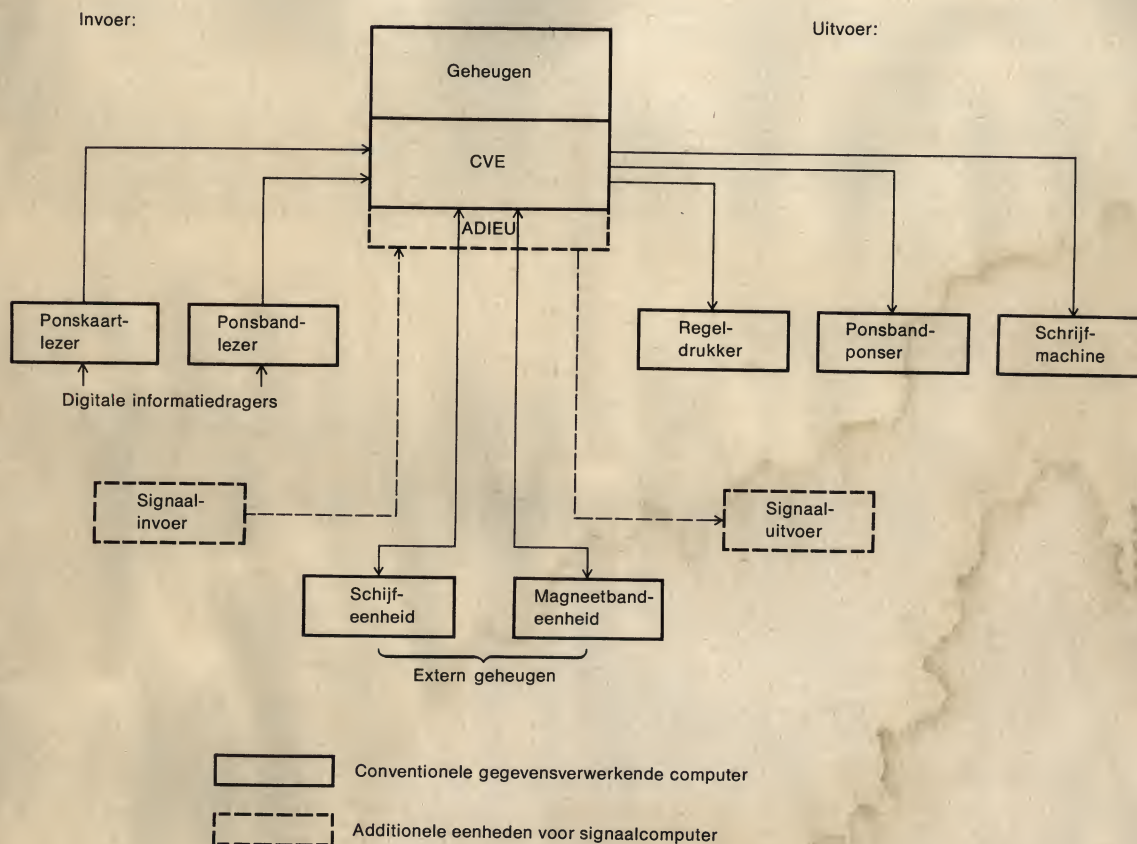 Invoer:
Uitvoer:
Geheugen
CVE
ADIEU
Ponskaart-
lezer
Ponsband-
lezer
Digitale informatiedragers
Regel-
drukker
Ponsband-
ponser
Schrijf-
machine
Signaal-
invoer
Signaal-
uitvoer
Schijf-
eenheid
Magneetband-
eenheid
Extern geheugen
Conventionele gegevensverwerkende computer
Additionele eenheden voor signaalcomputer